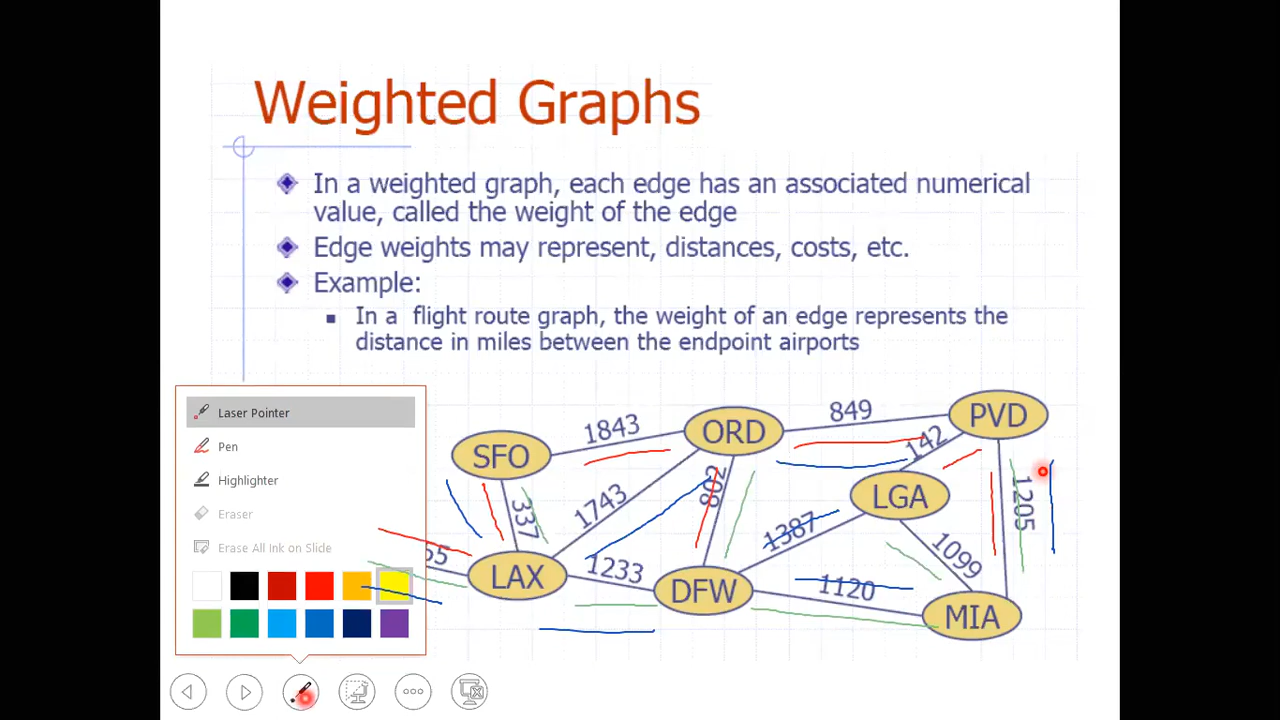 Weighted Graphs
In a weighted graph, each edge has an associated numerical
value, called the weight of the edge
Edge weights may represent, distances, costs, etc.
Example:
In a flight route graph, the weight of an edge represents the
distance in miles between the endpoint airports
Laser Pointer
Pen
Highlighter
Eraser
Erase All Ink on Slide
SFO
1843
ORD
849
PVD
142
LGA
1205
337
1743
802
1387
1099
55
LAX
1233
DFW
1120
MIA